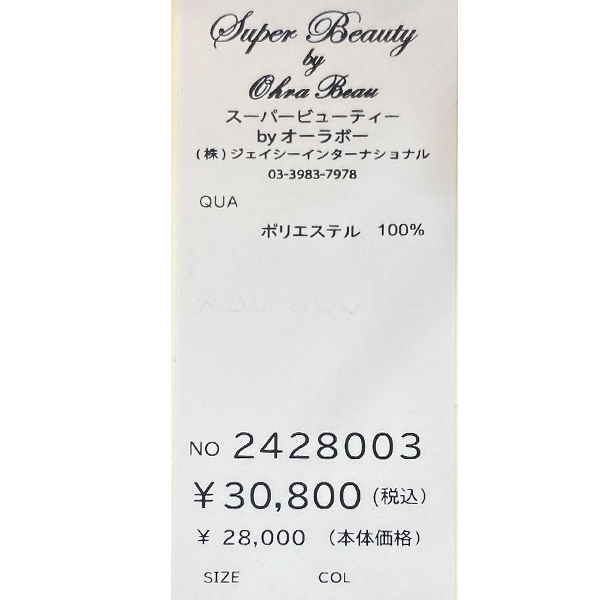 Super Beauty
by
Ohra Beau
スーパービューティー
by オーラボー
(株)ジェイシーインターナショナル
03-3983-7978
QUA
ポリエステル 100%
NO 2428003
￥30,800 (税込)
￥ 28,000 (本体価格)
SIZE COL